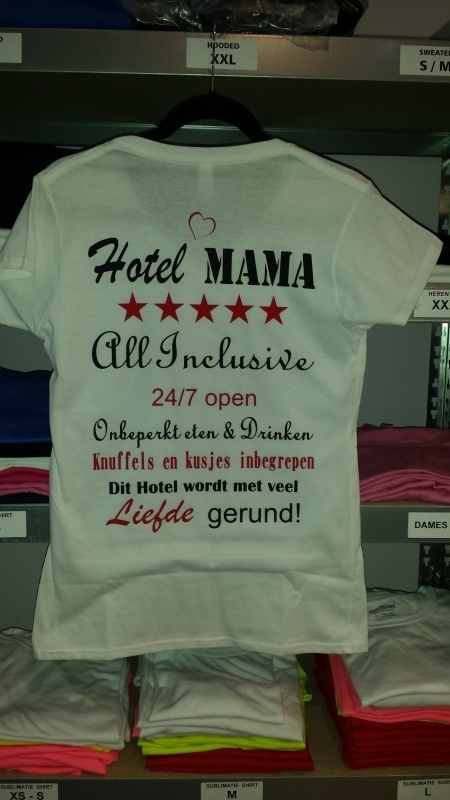 HOODED
XXL
SWEATER
S / M
Hotel MAMA
All Inclusive
24/7 open
Onbeperkt eten & Drinken
Knuffels en kusjes inbegrepen
Dit Hotel wordt met veel
Liefde gerund!
HEREN
XX
DAMES
SUBLIMATIE SHIRT
XS - S
SUBLIMATIE SHIRT
M
SUBLIMATIE SHIRT
L